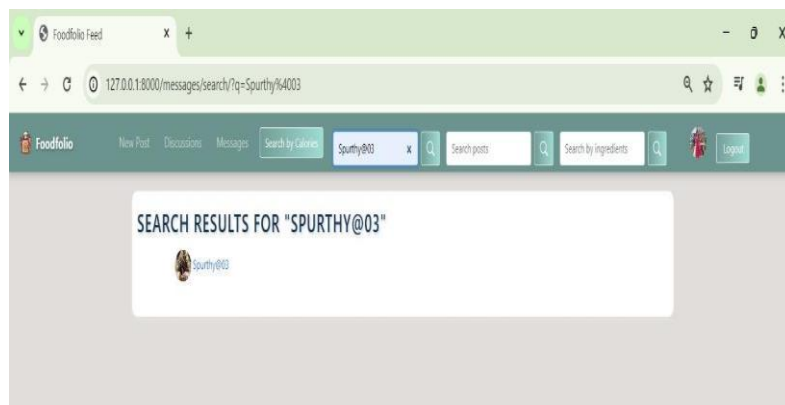 Foodfolio Feed
127.0.0.1:8000/messages/search/?q=Spurthy%4003
Foodfolio New Post Discussions Messages Search by Calories Spurthy@03 Search posts Search by ingredients Logout
SEARCH RESULTS FOR "SPURTHY@03"
Spurthy@03